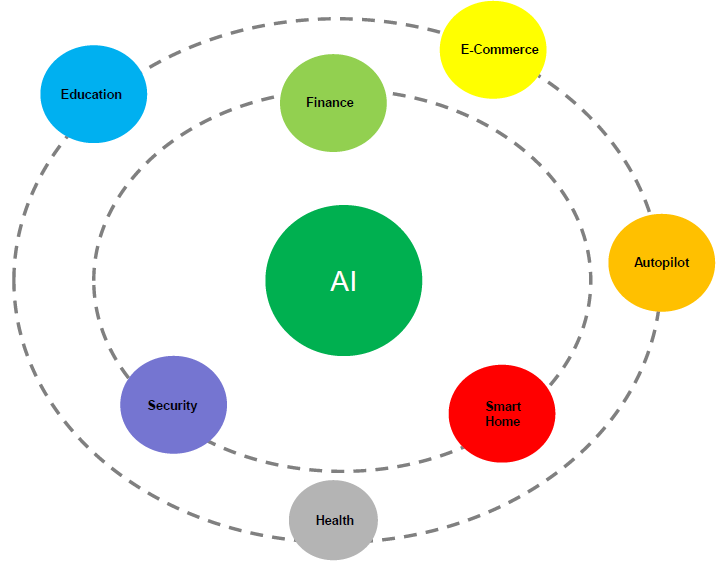 E-Commerce
Education
Finance
Autopilot
AI
Security
Smart
Home
Health